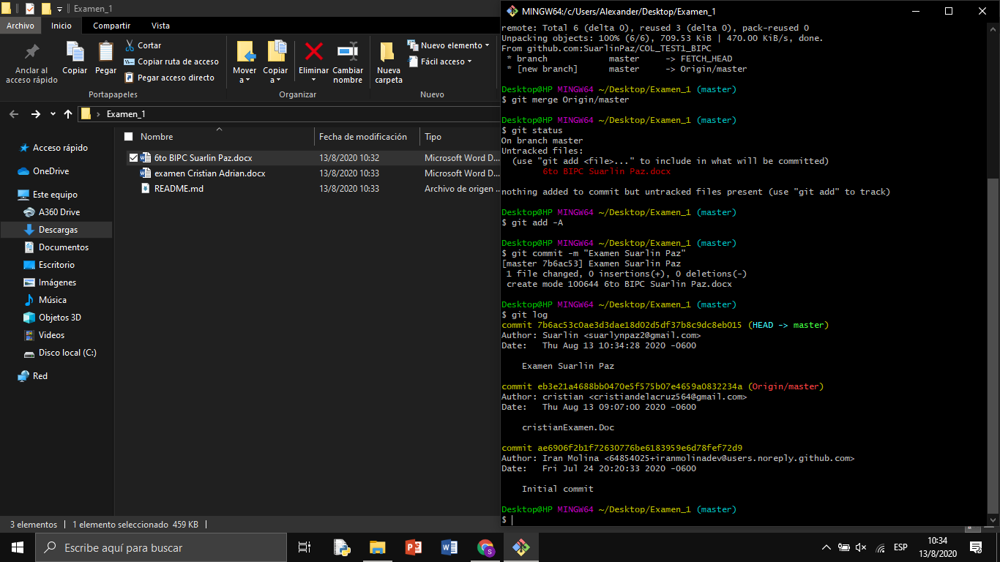 Examen_1
Archivo Inicio Compartir Vista
Anclar al acceso rápido
Copiar
Pegar
Cortar
Copiar ruta de acceso
Pegar acceso directo
Portapapeles
Mover a
Copiar a
Eliminar
Cambiar nombre
Organizar
Nueva carpeta
Nuevo elemento
Fácil acceso
Nuevo
Examen_1
Acceso rápido
OneDrive
Este equipo
A360 Drive
Descargas
Documentos
Escritorio
Imágenes
Música
Objetos 3D
Videos
Disco local (C:)
Red
Nombre Fecha de modificación Tipo
6to BIPC Suarlin Paz.docx 13/8/2020 10:32 Microsoft Word D...
examen Cristian Adrian.docx 13/8/2020 10:33 Microsoft Word D...
README.md 13/8/2020 10:33 Archivo de origen ...
3 elementos 1 elemento seleccionado 459 KB
MINGW64:/c/Users/Alexander/Desktop/Examen_1
remote: Total 6 (delta 0), reused 3 (delta 0), pack-reused 0
Unpacking objects: 100% (6/6), 709.53 KiB | 470.00 KiB/s, done.
From github.com:SuarlinPaz/COL_TEST1_BIPC
* branch master -> FETCH_HEAD
* [new branch] master -> Origin/master
Desktop@HP MINGW64 ~/Desktop/Examen_1 (master)
$ git merge Origin/master
Desktop@HP MINGW64 ~/Desktop/Examen_1 (master)
$ git status
On branch master
Untracked files:
(use "git add <file>..." to include in what will be committed)
6to BIPC Suarlin Paz.docx
nothing added to commit but untracked files present (use "git add" to track)
Desktop@HP MINGW64 ~/Desktop/Examen_1 (master)
$ git add -A
Desktop@HP MINGW64 ~/Desktop/Examen_1 (master)
$ git commit -m "Examen Suarlin Paz"
[master 7b6ac53] Examen Suarlin Paz
1 file changed, 0 insertions(+), 0 deletions(-)
create mode 100644 6to BIPC Suarlin Paz.docx
Desktop@HP MINGW64 ~/Desktop/Examen_1 (master)
$ git log
commit 7b6ac53c0ae3d3dae18d02d5df37b8c9dc8eb015 (HEAD -> master)
Author: Suarlin <suarlynpaz2@gmail.com>
Date: Thu Aug 13 10:34:28 2020 -0600
Examen Suarlin Paz
commit eb3e21a4688bb0470e5f575b07e4659a0832234a (Origin/master)
Author: cristian <cristiandelacruz564@gmail.com>
Date: Thu Aug 13 09:07:00 2020 -0600
cristianExamen.Doc
commit ae6906f2b1f72630776be6183959e6d78fef72d9
Author: Iran Molina <64854025+iranmolinadev@users.noreply.github.com>
Date: Fri Jul 24 20:20:33 2020 -0600
Initial commit
Desktop@HP MINGW64 ~/Desktop/Examen_1 (master)
$
Escribe aquí para buscar
ESP
10:34
13/8/2020